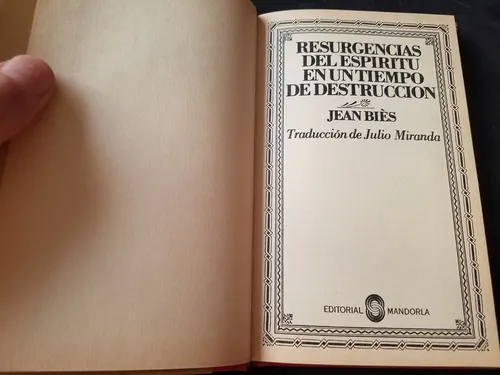 RESURGENCIAS
DEL ESPIRITU
EN UN TIEMPO
DE DESTRUCCION
JEAN BIÈS
Traducción de Julio Miranda
EDITORIAL MANDORLA